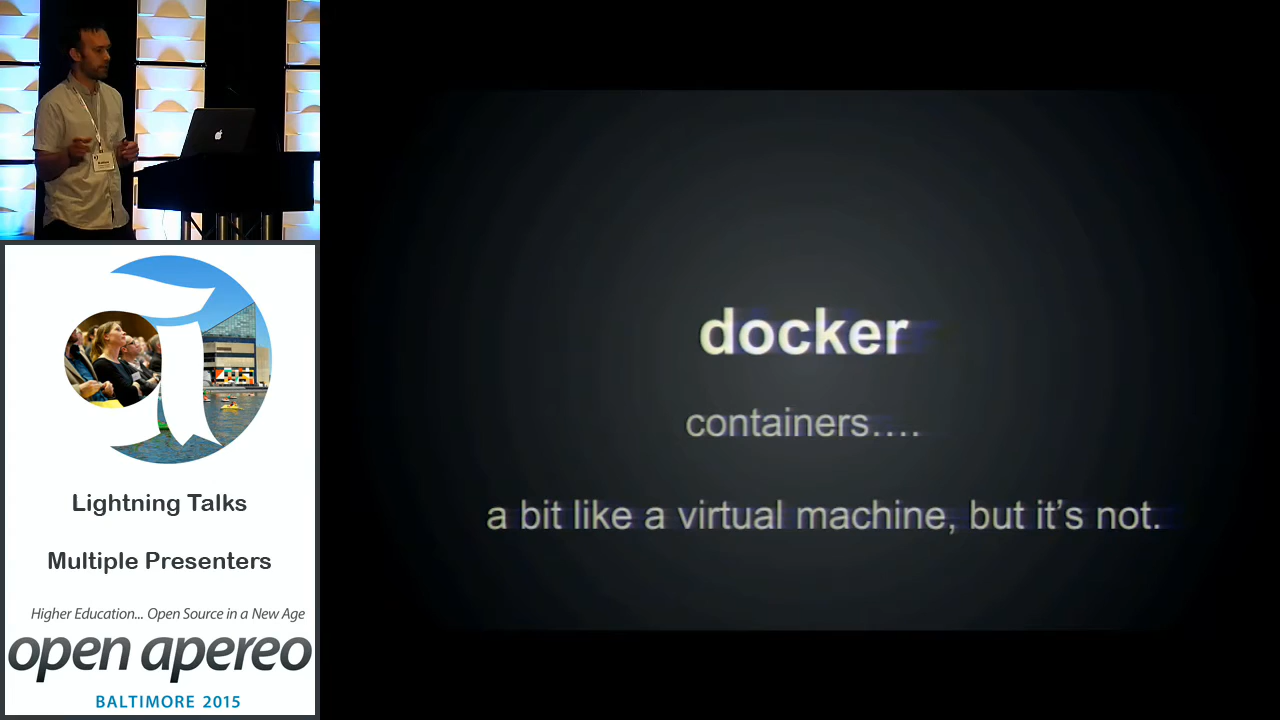 docker
containers….
a bit like a virtual machine, but it’s not.
Lightning Talks
Multiple Presenters
Higher Education... Open Source in a New Age
open apereo
BALTIMORE 2015